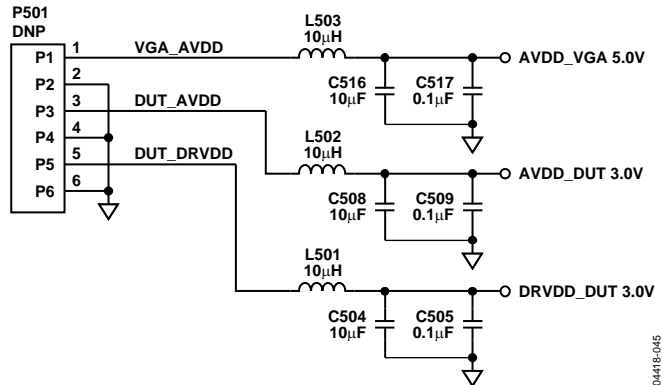 P501
DNP
P1 1 VGA_AVDD
P2 2
P3 3 DUT_AVDD
P4 4
P5 5 DUT_DRVDD
P6 6
L503
10μH
C516
10μF
C517
0.1μF
AVDD_VGA 5.0V
L502
10μH
C508
10μF
C509
0.1μF
AVDD_DUT 3.0V
L501
10μH
C504
10μF
C505
0.1μF
DRVDD_DUT 3.0V
04418-045